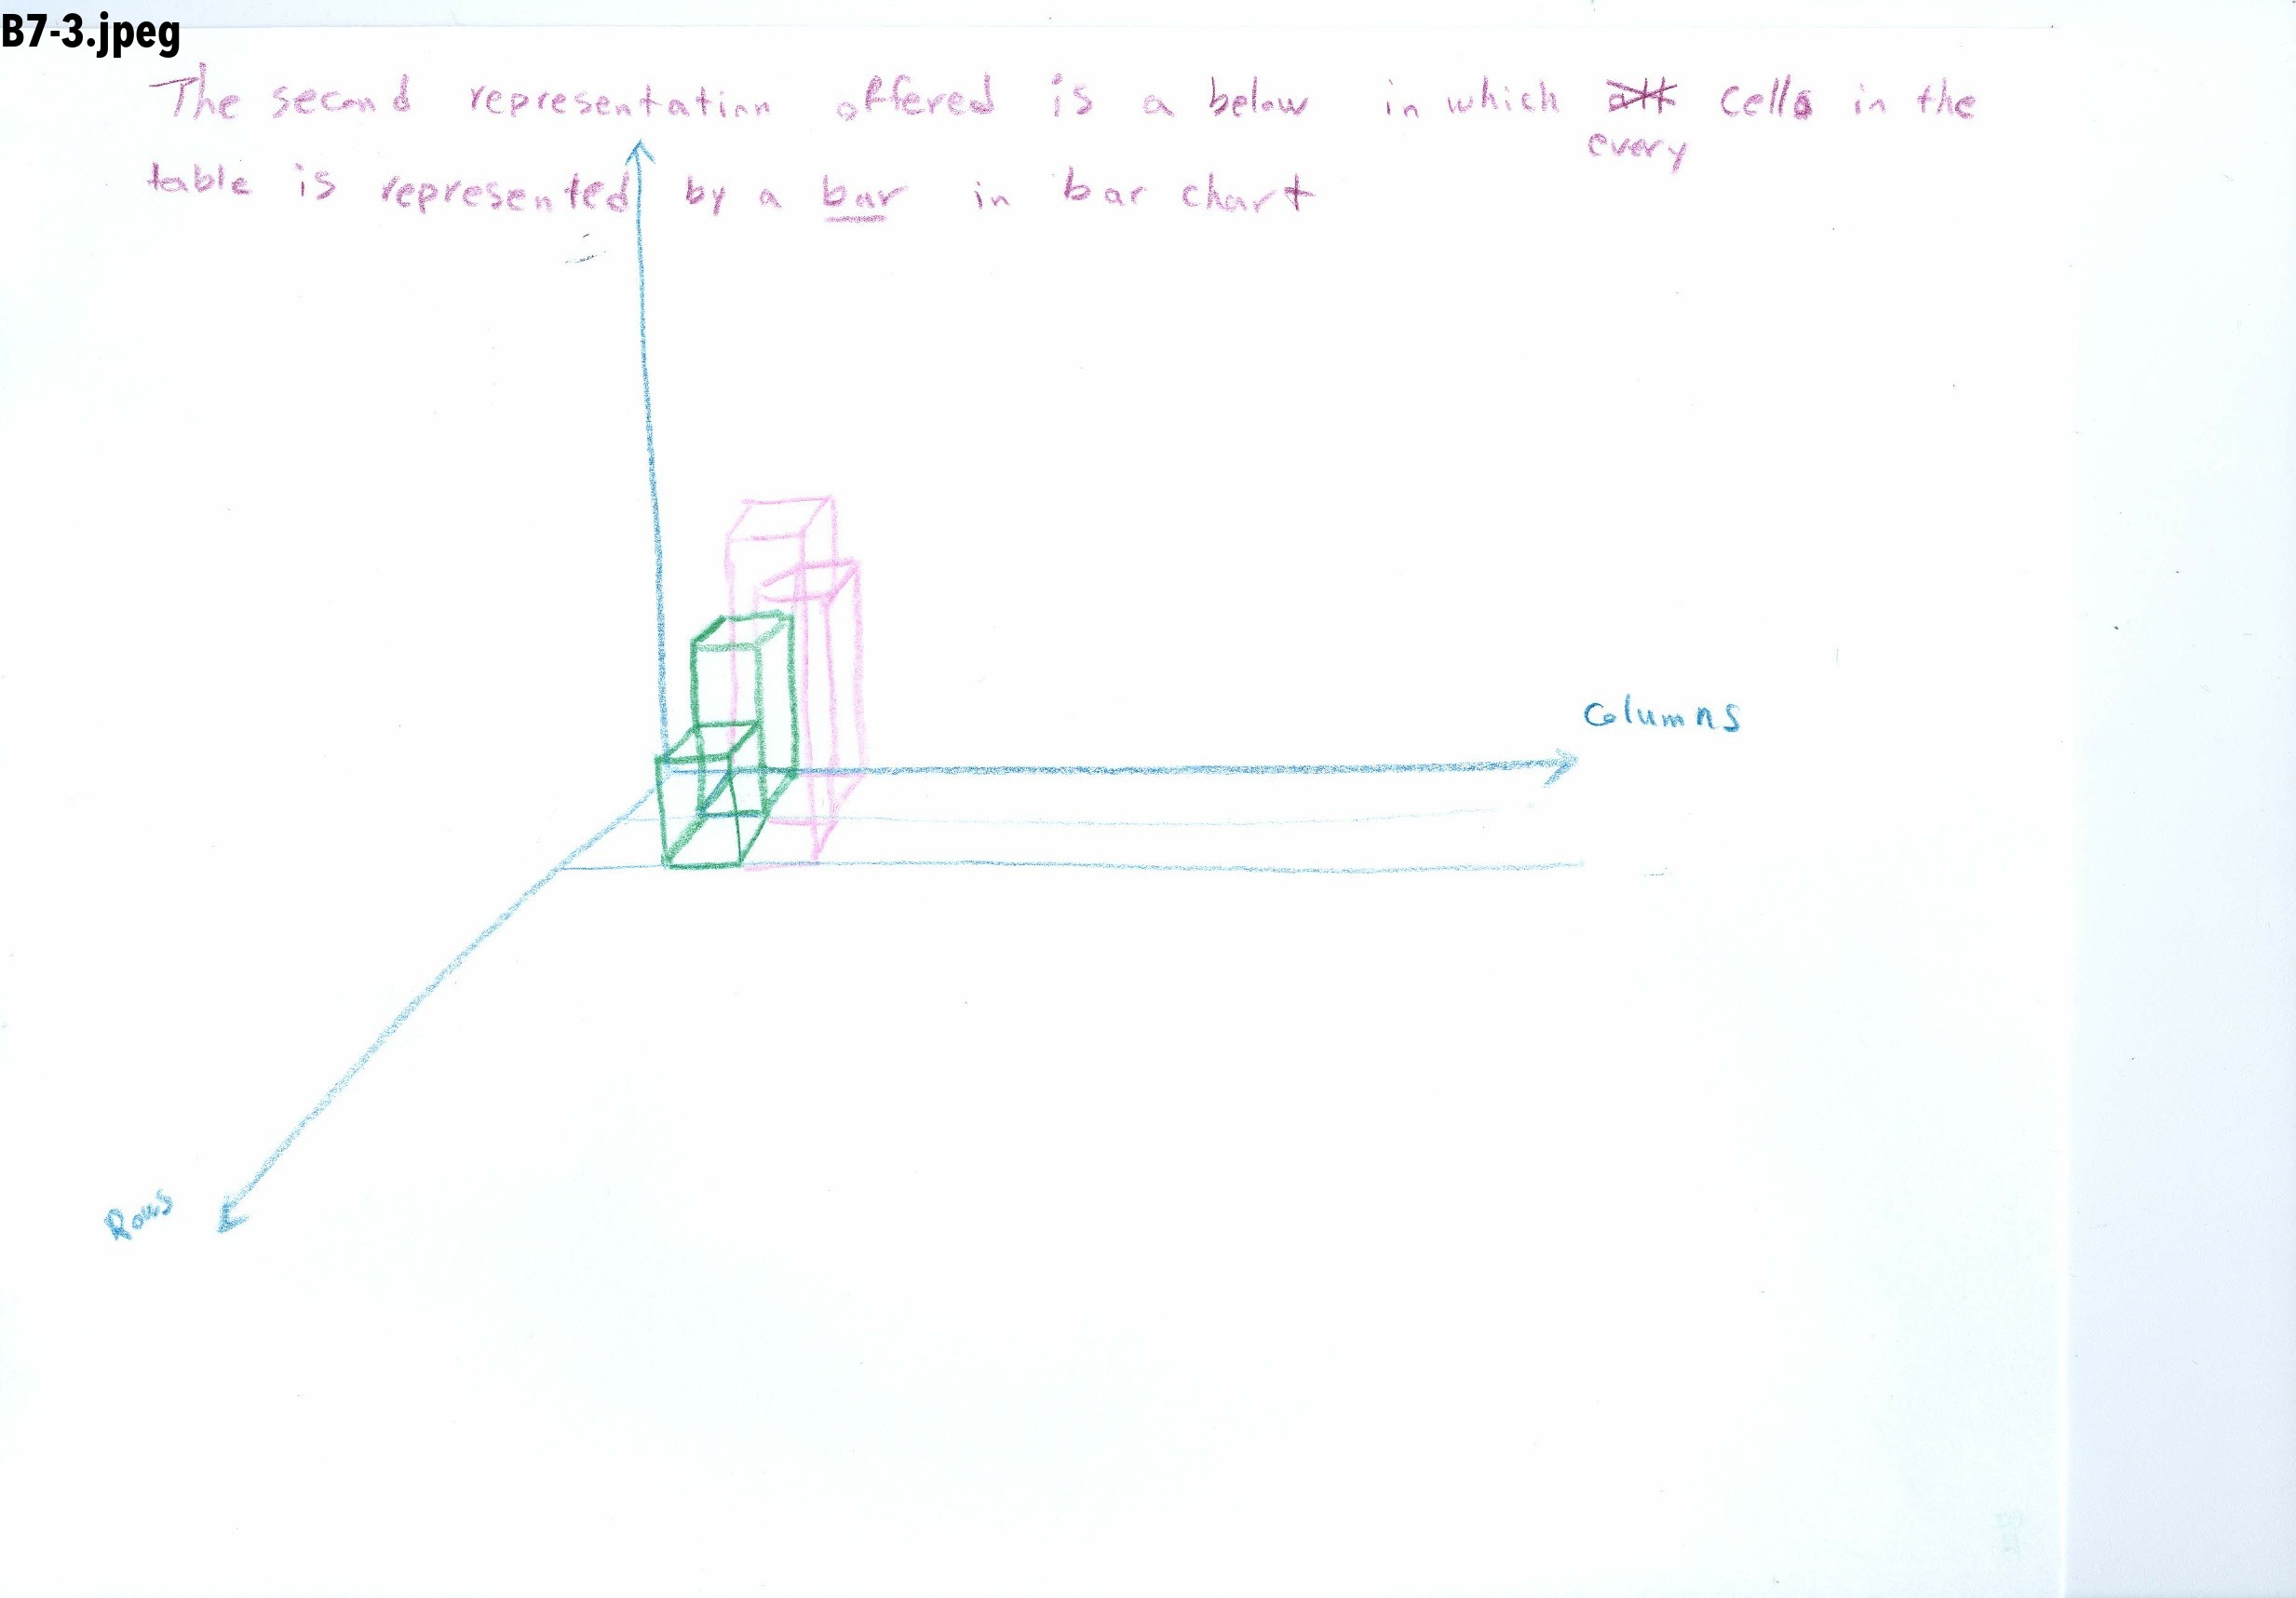 B7-3.jpeg
The second representation offered is a below in which all cells in the
every
table is represented by a bar in bar chart
Columns
Rows